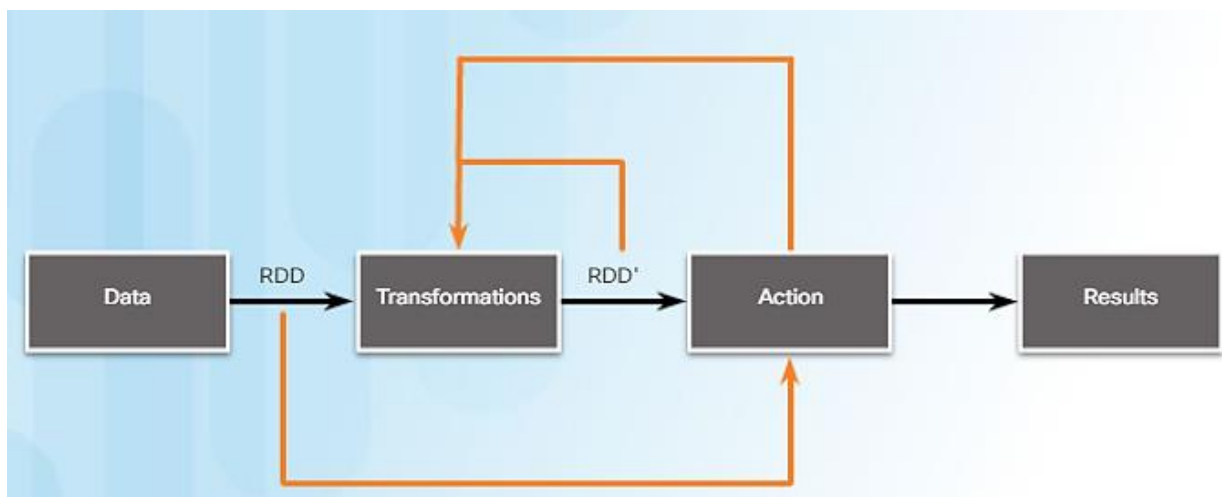 RDD
RDD'
Data
Transformations
Action
Results